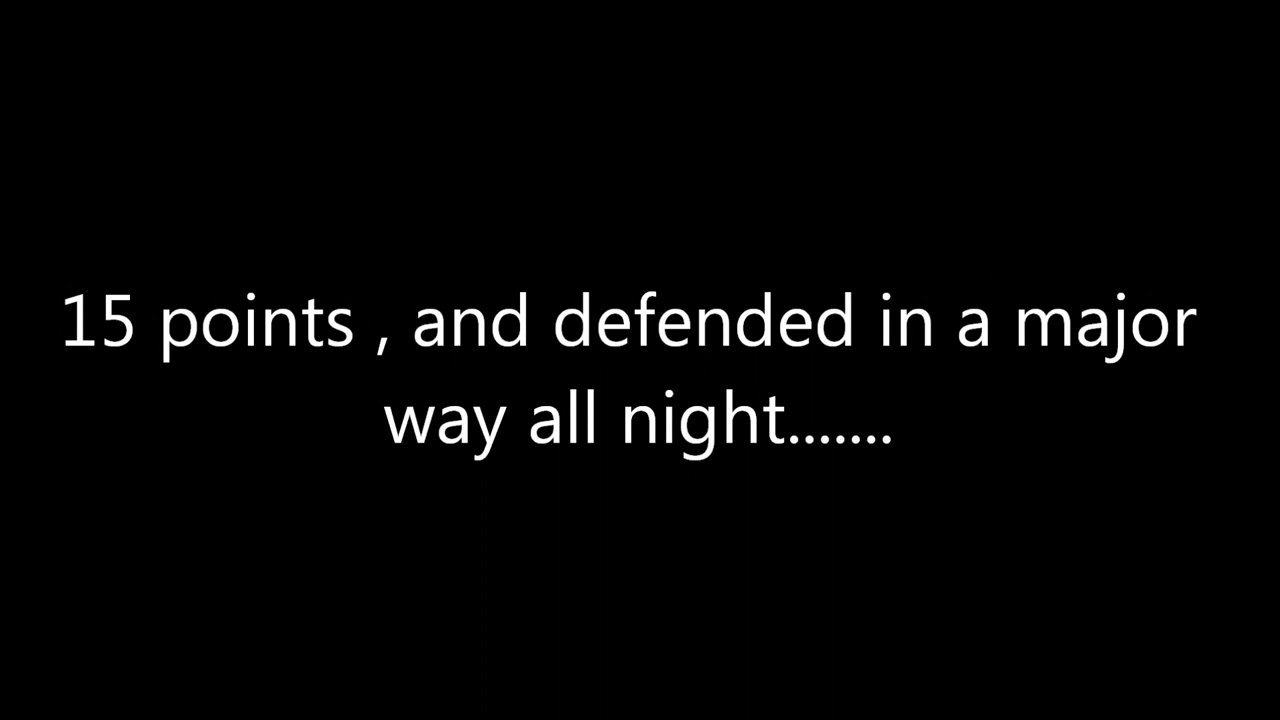 15 points , and defended in a major
way all night.......